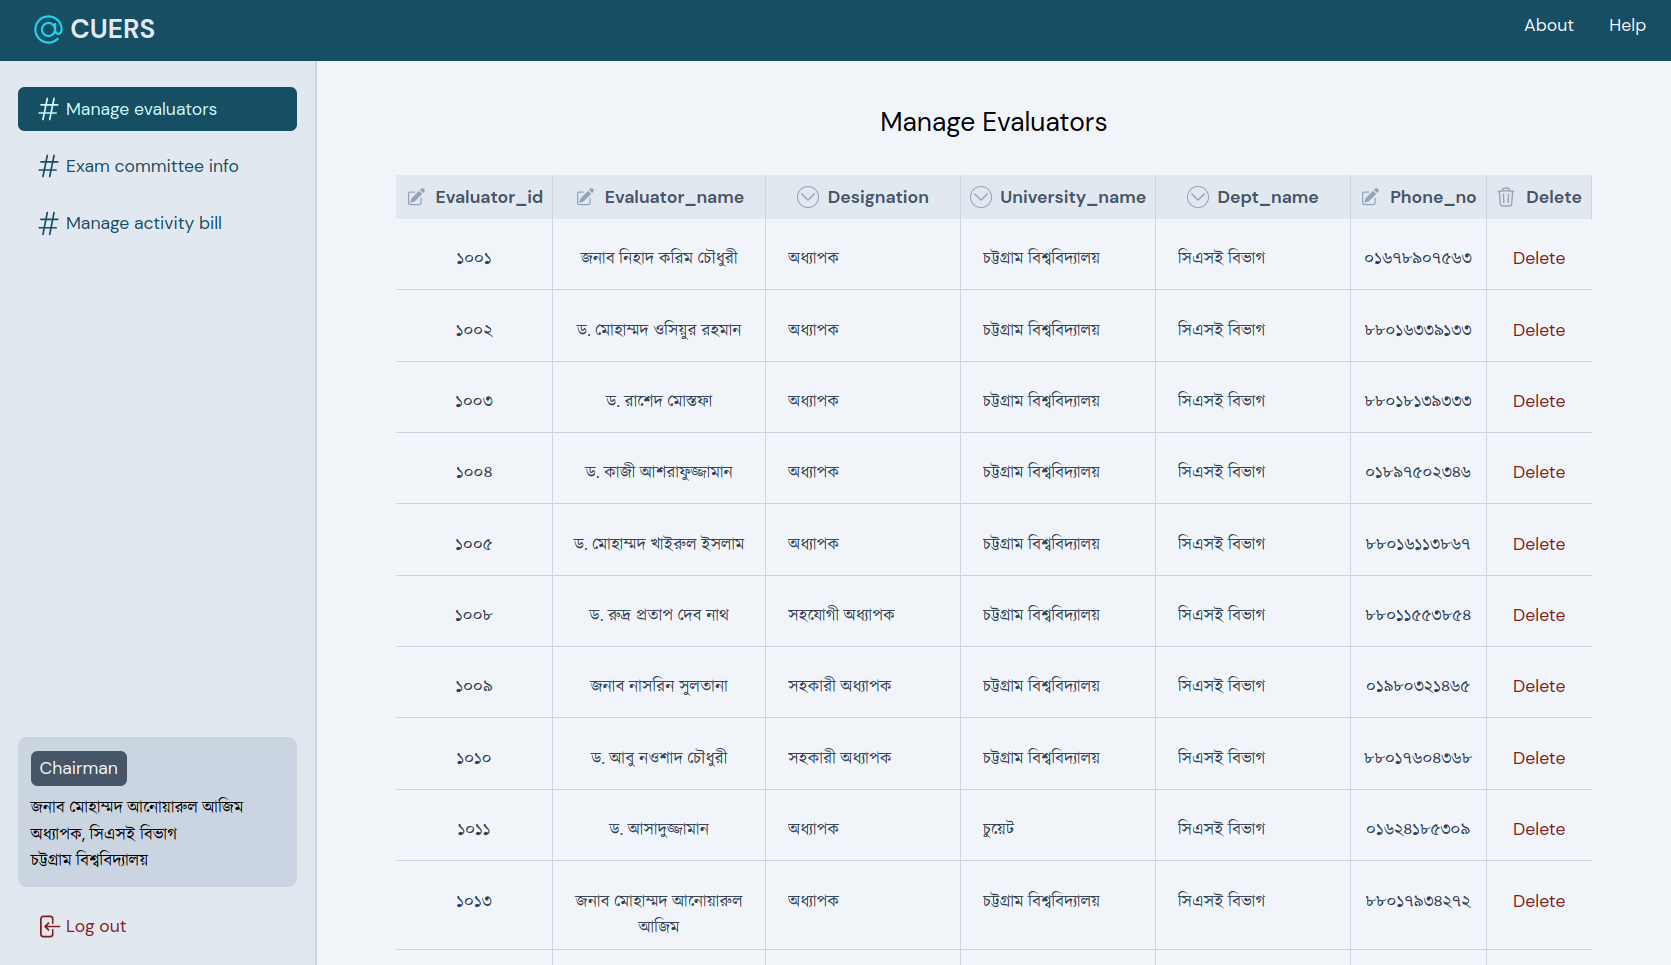 CUERS
About Help
Manage evaluators
Exam committee info
Manage activity bill
Chairman
জনাব মোহাম্মদ আনোয়ারুল আজিম
অধ্যাপক, সিএসই বিভাগ
চট্টগ্রাম বিশ্ববিদ্যালয়
Log out
Manage Evaluators
Evaluator_id Evaluator_name Designation University_name Dept_name Phone_no Delete
১০০১ জনাব নিহাদ করিম চৌধুরী অধ্যাপক চট্টগ্রাম বিশ্ববিদ্যালয় সিএসই বিভাগ ০১৬৭৮৯০৭৫৬৩ Delete
১০০২ ড. মোহাম্মদ ওসিয়ুর রহমান অধ্যাপক চট্টগ্রাম বিশ্ববিদ্যালয় সিএসই বিভাগ ৮৮০১৬৩৩৯১৩৩ Delete
১০০৩ ড. রাশেদ মোস্তফা অধ্যাপক চট্টগ্রাম বিশ্ববিদ্যালয় সিএসই বিভাগ ৮৮০১৮১৩৯৩৩৩ Delete
১০০৪ ড. কাজী আশরাফুজ্জামান অধ্যাপক চট্টগ্রাম বিশ্ববিদ্যালয় সিএসই বিভাগ ০১৮৯৭৫০২৩৪৬ Delete
১০০৫ ড. মোহাম্মদ খাইরুল ইসলাম অধ্যাপক চট্টগ্রাম বিশ্ববিদ্যালয় সিএসই বিভাগ ৮৮০১৬১১৩৮৬৭ Delete
১০০৮ ড. রুদ্র প্রতাপ দেব নাথ সহযোগী অধ্যাপক চট্টগ্রাম বিশ্ববিদ্যালয় সিএসই বিভাগ ৮৮০১১৫৫৩৮৫৪ Delete
১০০৯ জনাব নাসরিন সুলতানা সহকারী অধ্যাপক চট্টগ্রাম বিশ্ববিদ্যালয় সিএসই বিভাগ ০১৯৮০৩২১৪৬৫ Delete
১০১০ ড. আবু নওশাদ চৌধুরী সহকারী অধ্যাপক চট্টগ্রাম বিশ্ববিদ্যালয় সিএসই বিভাগ ৮৮০১৭৬০৪৩৬৮ Delete
১০১১ ড. আসাদুজ্জামান অধ্যাপক চুয়েট সিএসই বিভাগ ০১৬২৪১৮৫৩০৯ Delete
১০১৩ জনাব মোহাম্মদ আনোয়ারুল অধ্যাপক চট্টগ্রাম বিশ্ববিদ্যালয় সিএসই বিভাগ ৮৮০১৭৯৩৪২৭২ Delete
আজিম